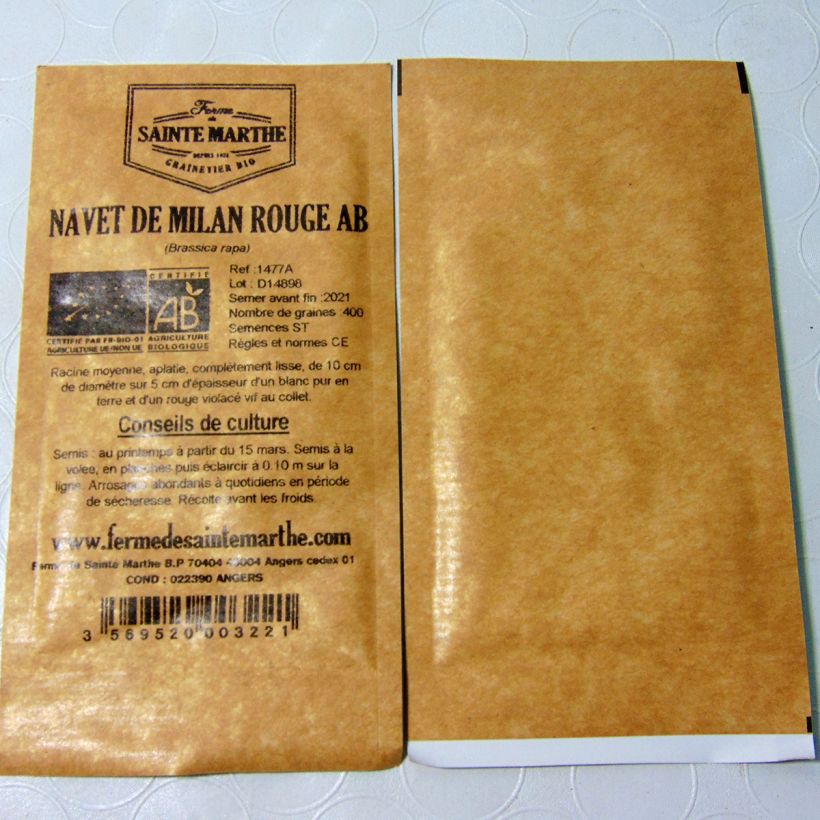 Ferme
de
SAINTE MARTHE
DEPUIS 1974
GRAINETIER BIO
NAVET DE MILAN ROUGE AB
(Brassica rapa)
Ref :1477A
Lot : D14898
Semer avant fin :2021
Nombre de graines :400
Semences ST
Règles et normes CE
CERTIFIÉ
AB
AGRICULTURE
BIOLOGIQUE
CERTIFIÉ PAR FR-BIO-01
AGRICULTURE UE/NON UE
Racine moyenne, aplatie, complètement lisse, de 10 cm
de diamètre sur 5 cm d'épaisseur d'un blanc pur en
terre et d'un rouge violacé vif au collet.
Conseils de culture
Semis : au printemps à partir du 15 mars. Semis à la
volee, en planches puis éclaircir à 0.10 m sur la
ligne. Arrosages abondants à quotidiens en période
de sécheresse. Récolte avant les froids.
www.fermedesaintemarthe.com
Ferme de Sainte Marthe B.P 70404 49004 Angers cedex 01
COND : 022390 ANGERS
3 569520 003221